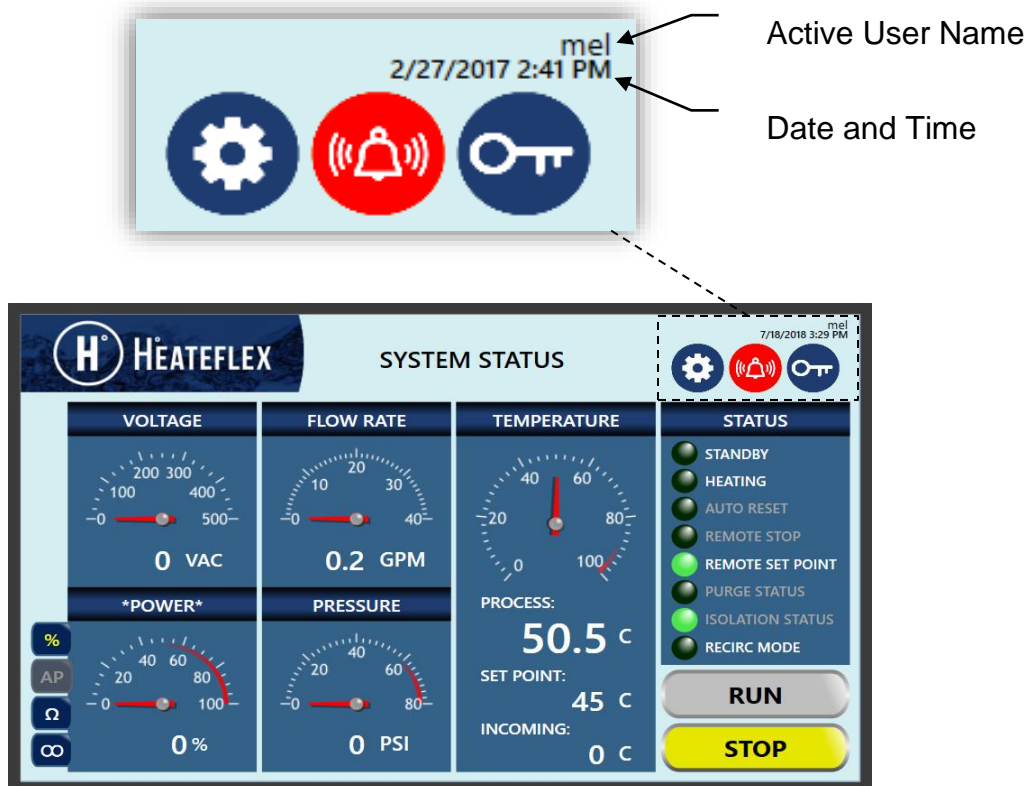 mel
2/27/2017 2:41 PM
Active User Name
Date and Time
H° HEATEFLEX
SYSTEM STATUS
mel
7/18/2018 3:29 PM
VOLTAGE
0 100 200 300 400 500
0 VAC
FLOW RATE
0 10 20 30 40
0.2 GPM
TEMPERATURE
0 20 40 60 80 100
PROCESS:
50.5 C
SET POINT:
45 C
INCOMING:
0 C
STATUS
STANDBY
HEATING
AUTO RESET
REMOTE STOP
REMOTE SET POINT
PURGE STATUS
ISOLATION STATUS
RECIRC MODE
%
AP
Ω
∞
*POWER*
0 20 40 60 80 100
0 %
PRESSURE
0 20 40 60 80
0 PSI
RUN
STOP